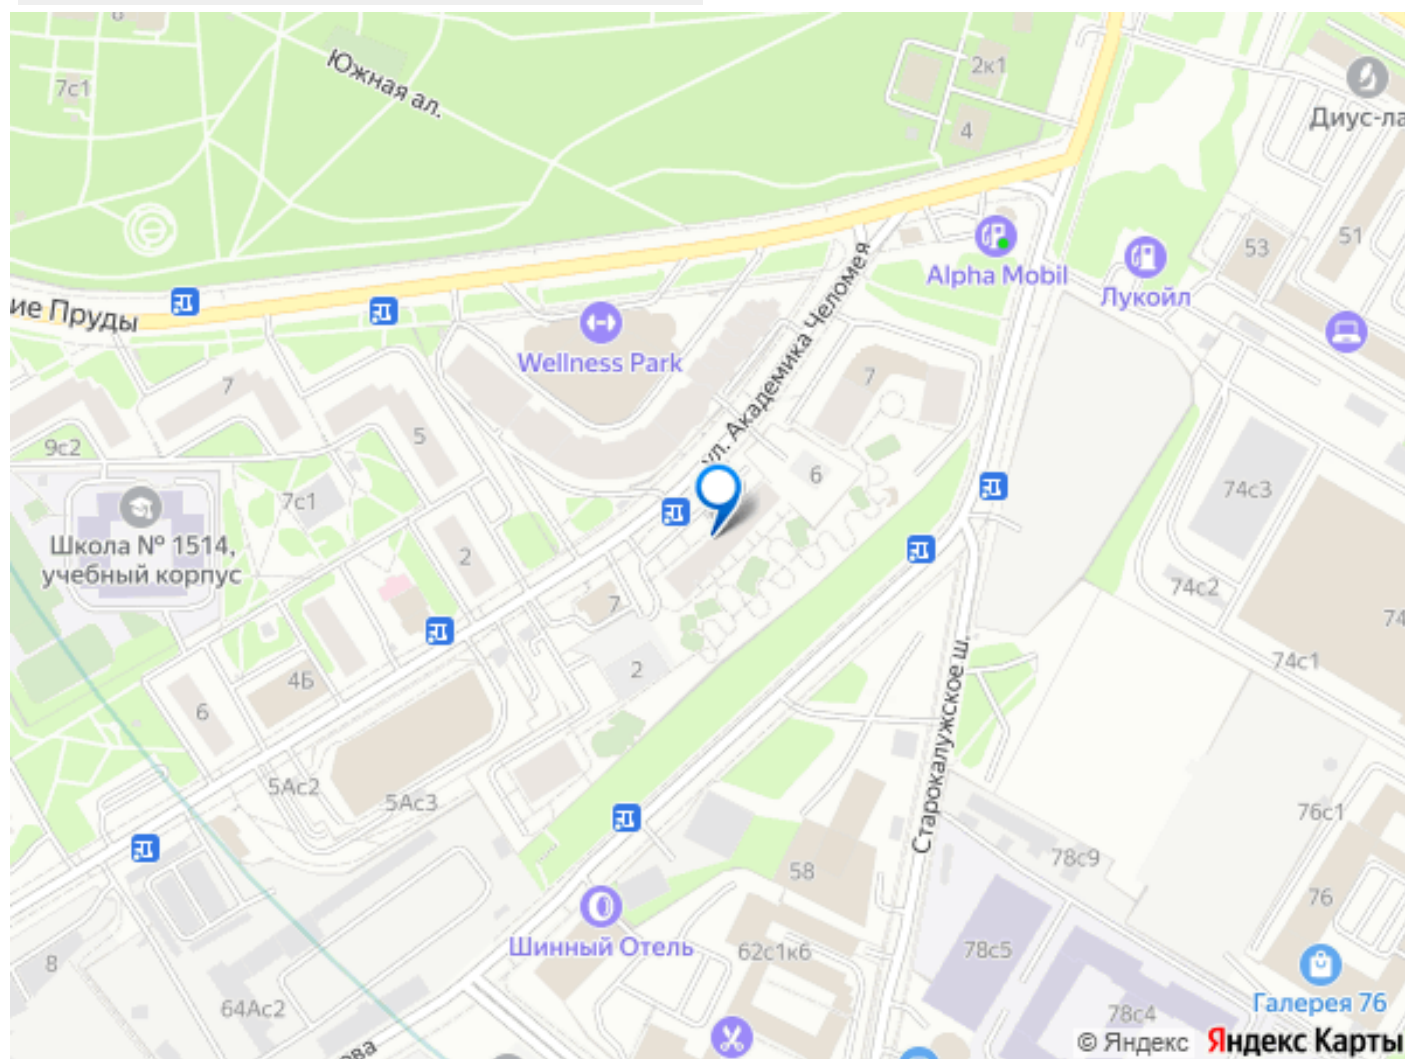 8
7с1
Южная ал.
2к1
4
Диус-ла
53
51
Alpha Mobil
Лукойл
ие Пруды
Wellness Park
ул. Академика Челомея
7
7
5
9с2
6
7с1
74с3
Школа № 1514,
учебный корпус
2
74с2
7
74
2
74с1
4Б
6
Старокалужское ш.
5Ас2
5Ас3
76с1
78с9
58
76
Шинный Отель
62с1к6
78с5
8
64Ас2
Галерея 76
78с4
ова
© Яндекс Яндекс Карты